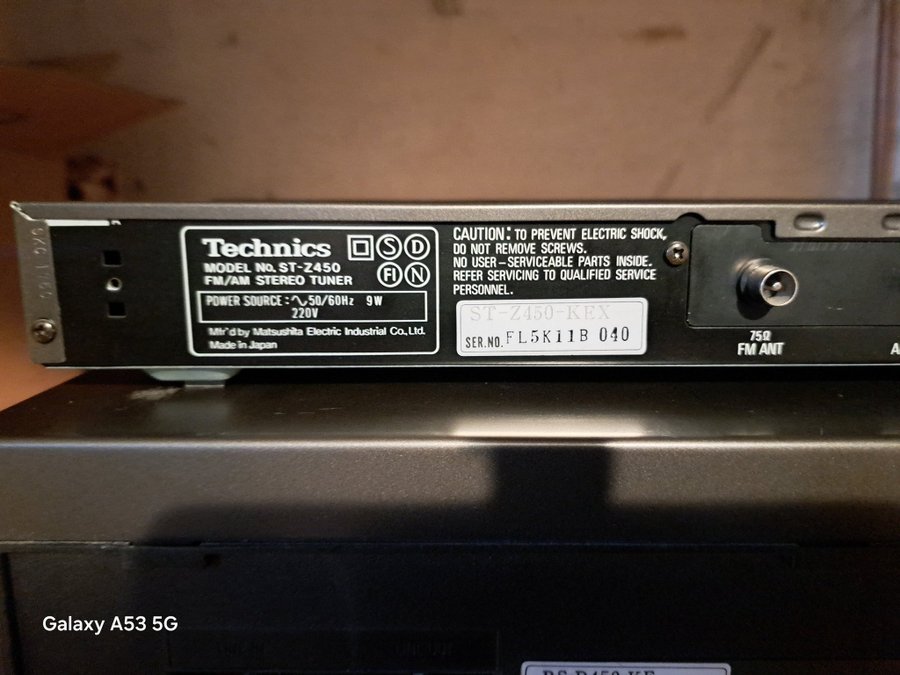 Technics
S D
FI N
MODEL No. ST-Z450
FM/AM STEREO TUNER
POWER SOURCE : ∿, 50/60Hz 9W
220V
Mfr'd by Matsushita Electric Industrial Co., Ltd.
Made in Japan
CAUTION: TO PREVENT ELECTRIC SHOCK,
DO NOT REMOVE SCREWS.
NO USER-SERVICEABLE PARTS INSIDE.
REFER SERVICING TO QUALIFIED SERVICE
PERSONNEL.
ST-Z450-KEX
SER.NO. FL5K11B 040
75Ω
FM ANT
A
Galaxy A53 5G